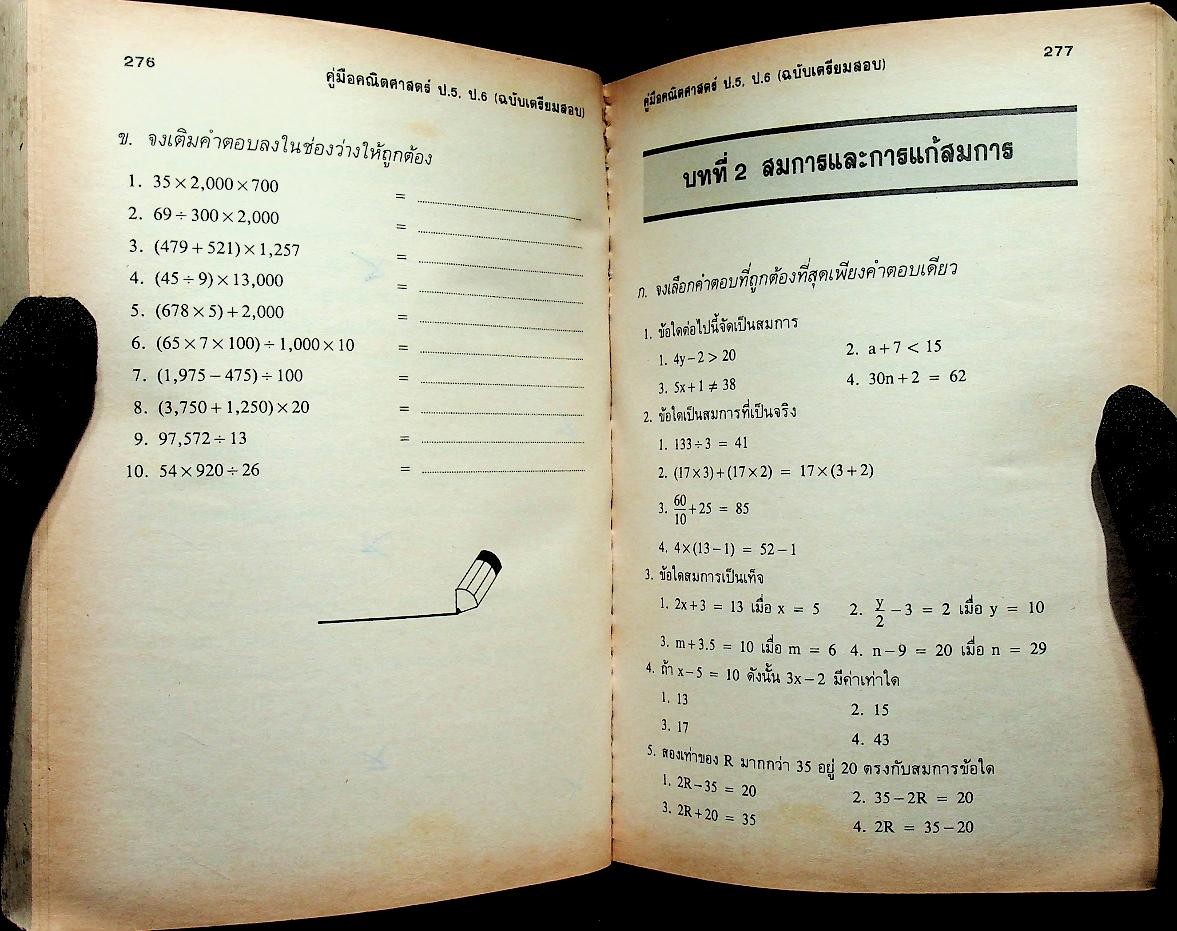 276
คู่มือคณิตศาสตร์ ป.5, ป.6 (ฉบับเตรียมสอบ)
ข. จงเติมคำตอบลงในช่องว่างให้ถูกต้อง
1. 35×2,000×700 =
2. 69÷300×2,000 =
3. (479+521)×1,257 =
4. (45÷9)×13,000 =
5. (678×5)+2,000 =
6. (65×7×100)÷1,000×10 =
7. (1,975−475)÷100 =
8. (3,750+1,250)×20 =
9. 97,572÷13 =
10. 54×920÷26 =
277
คู่มือคณิตศาสตร์ ป.5, ป.6 (ฉบับเตรียมสอบ)
บทที่ 2 สมการและการแก้สมการ
ก. จงเลือกคำตอบที่ถูกต้องที่สุดเพียงคำตอบเดียว
1. ข้อใดต่อไปนี้จัดเป็นสมการ
1. 4y−2 > 20 2. a+7 < 15
3. 5x+1 ≠ 38 4. 30n+2 = 62
2. ข้อใดเป็นสมการที่เป็นจริง
1. 133÷3 = 41
2. (17×3)+(17×2) = 17×(3+2)
3. 60/10+25 = 85
4. 4×(13−1) = 52−1
3. ข้อใดสมการเป็นเท็จ
1. 2x+3 = 13 เมื่อ x = 5 2. y/2−3 = 2 เมื่อ y = 10
3. m+3.5 = 10 เมื่อ m = 6 4. n−9 = 20 เมื่อ n = 29
4. ถ้า x−5 = 10 ดังนั้น 3x−2 มีค่าเท่าใด
1. 13 2. 15
3. 17 4. 43
5. สองเท่าของ R มากกว่า 35 อยู่ 20 ตรงกับสมการข้อใด
1. 2R−35 = 20 2. 35−2R = 20
3. 2R+20 = 35 4. 2R = 35−20